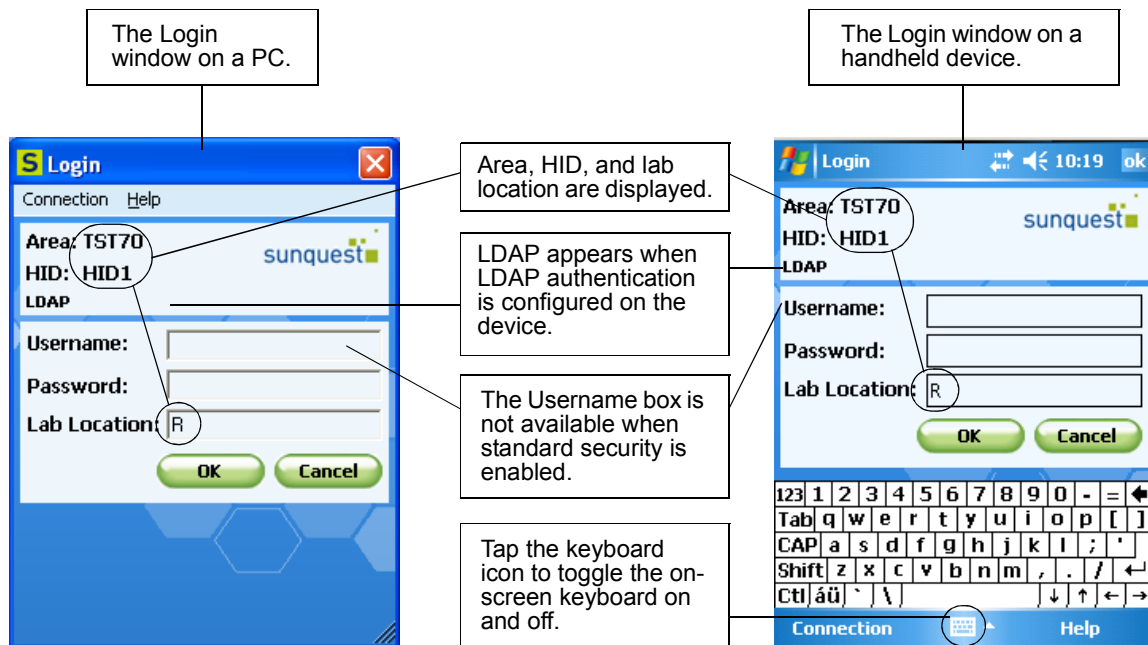 The Login
window on a PC.
The Login window on a
handheld device.
S Login
Connection Help
Area: TST70
HID: HID1
LDAP
sunquest
Username:
Password:
Lab Location: R
OK Cancel
Area, HID, and lab
location are displayed.
LDAP appears when
LDAP authentication
is configured on the
device.
The Username box is
not available when
standard security is
enabled.
Tap the keyboard
icon to toggle the on-
screen keyboard on
and off.
Login 10:19 ok
Area: TST70
HID: HID1
LDAP
sunquest
Username:
Password:
Lab Location: R
OK Cancel
123 1 2 3 4 5 6 7 8 9 0 - =
Tab q w e r t y u i o p [ ]
CAP a s d f g h j k l ; '
Shift z x c v b n m , . /
Ctl áü ` \
Connection Help